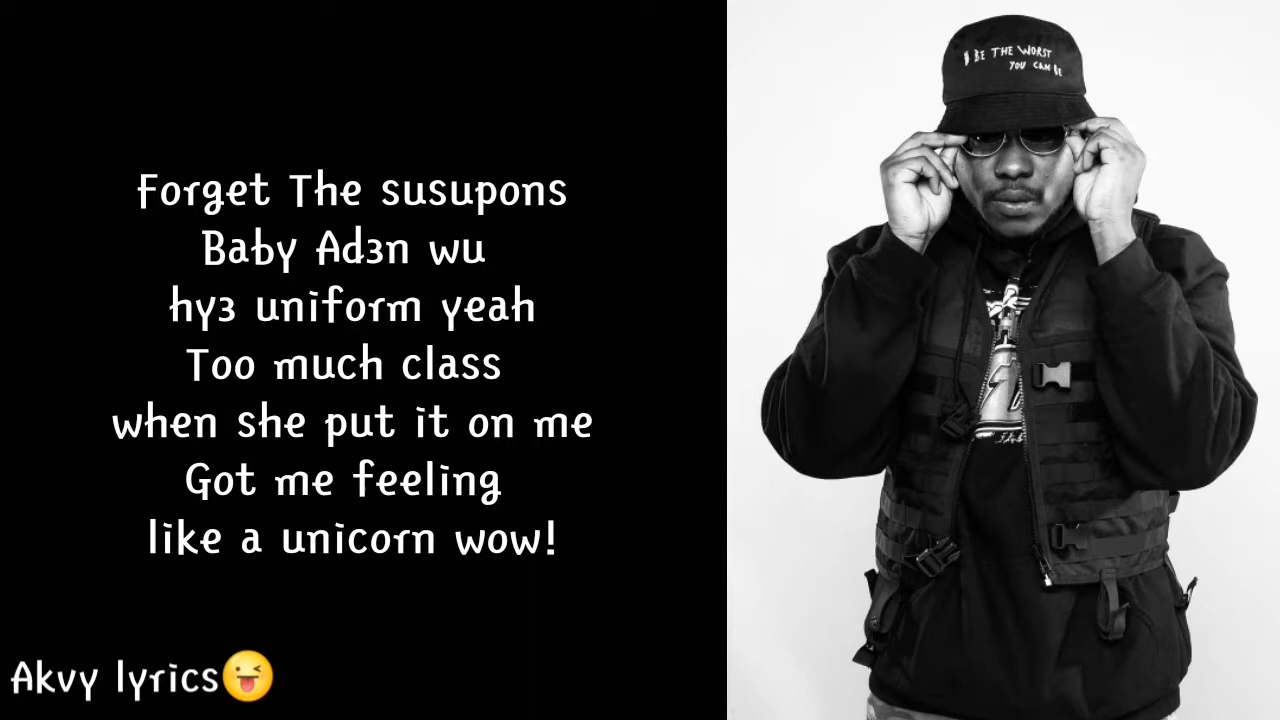 Forget The susupons
Baby Ad3n wu
hy3 uniform yeah
Too much class
when she put it on me
Got me feeling
like a unicorn wow!
Akvy lyrics😜
BE THE WORST
YOU CAN BE